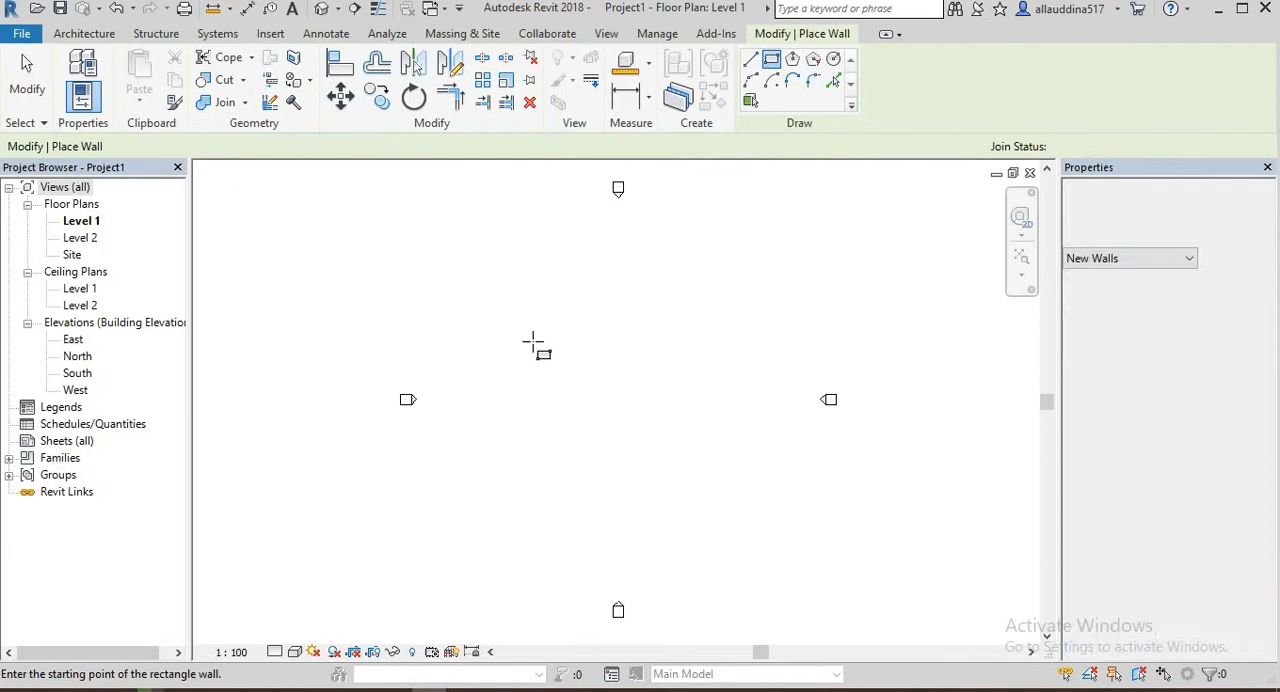 Autodesk Revit 2018 - Project1 - Floor Plan: Level 1
Type a keyword or phrase
allauddina517
File
Architecture
Structure
Systems
Insert
Annotate
Analyze
Massing & Site
Collaborate
View
Manage
Add-Ins
Modify | Place Wall
Modify
Paste
Cope
Cut
Join
Select
Properties
Clipboard
Geometry
Modify
View
Measure
Create
Draw
Modify | Place Wall
Join Status:
Project Browser - Project1
Views (all)
Floor Plans
Level 1
Level 2
Site
Ceiling Plans
Level 1
Level 2
Elevations (Building Elevation
East
North
South
West
Legends
Schedules/Quantities
Sheets (all)
Families
Groups
Revit Links
2D
Properties
New Walls
Activate Windows
Go to Settings to activate Windows.
1 : 100
Enter the starting point of the rectangle wall.
:0
Main Model
:0